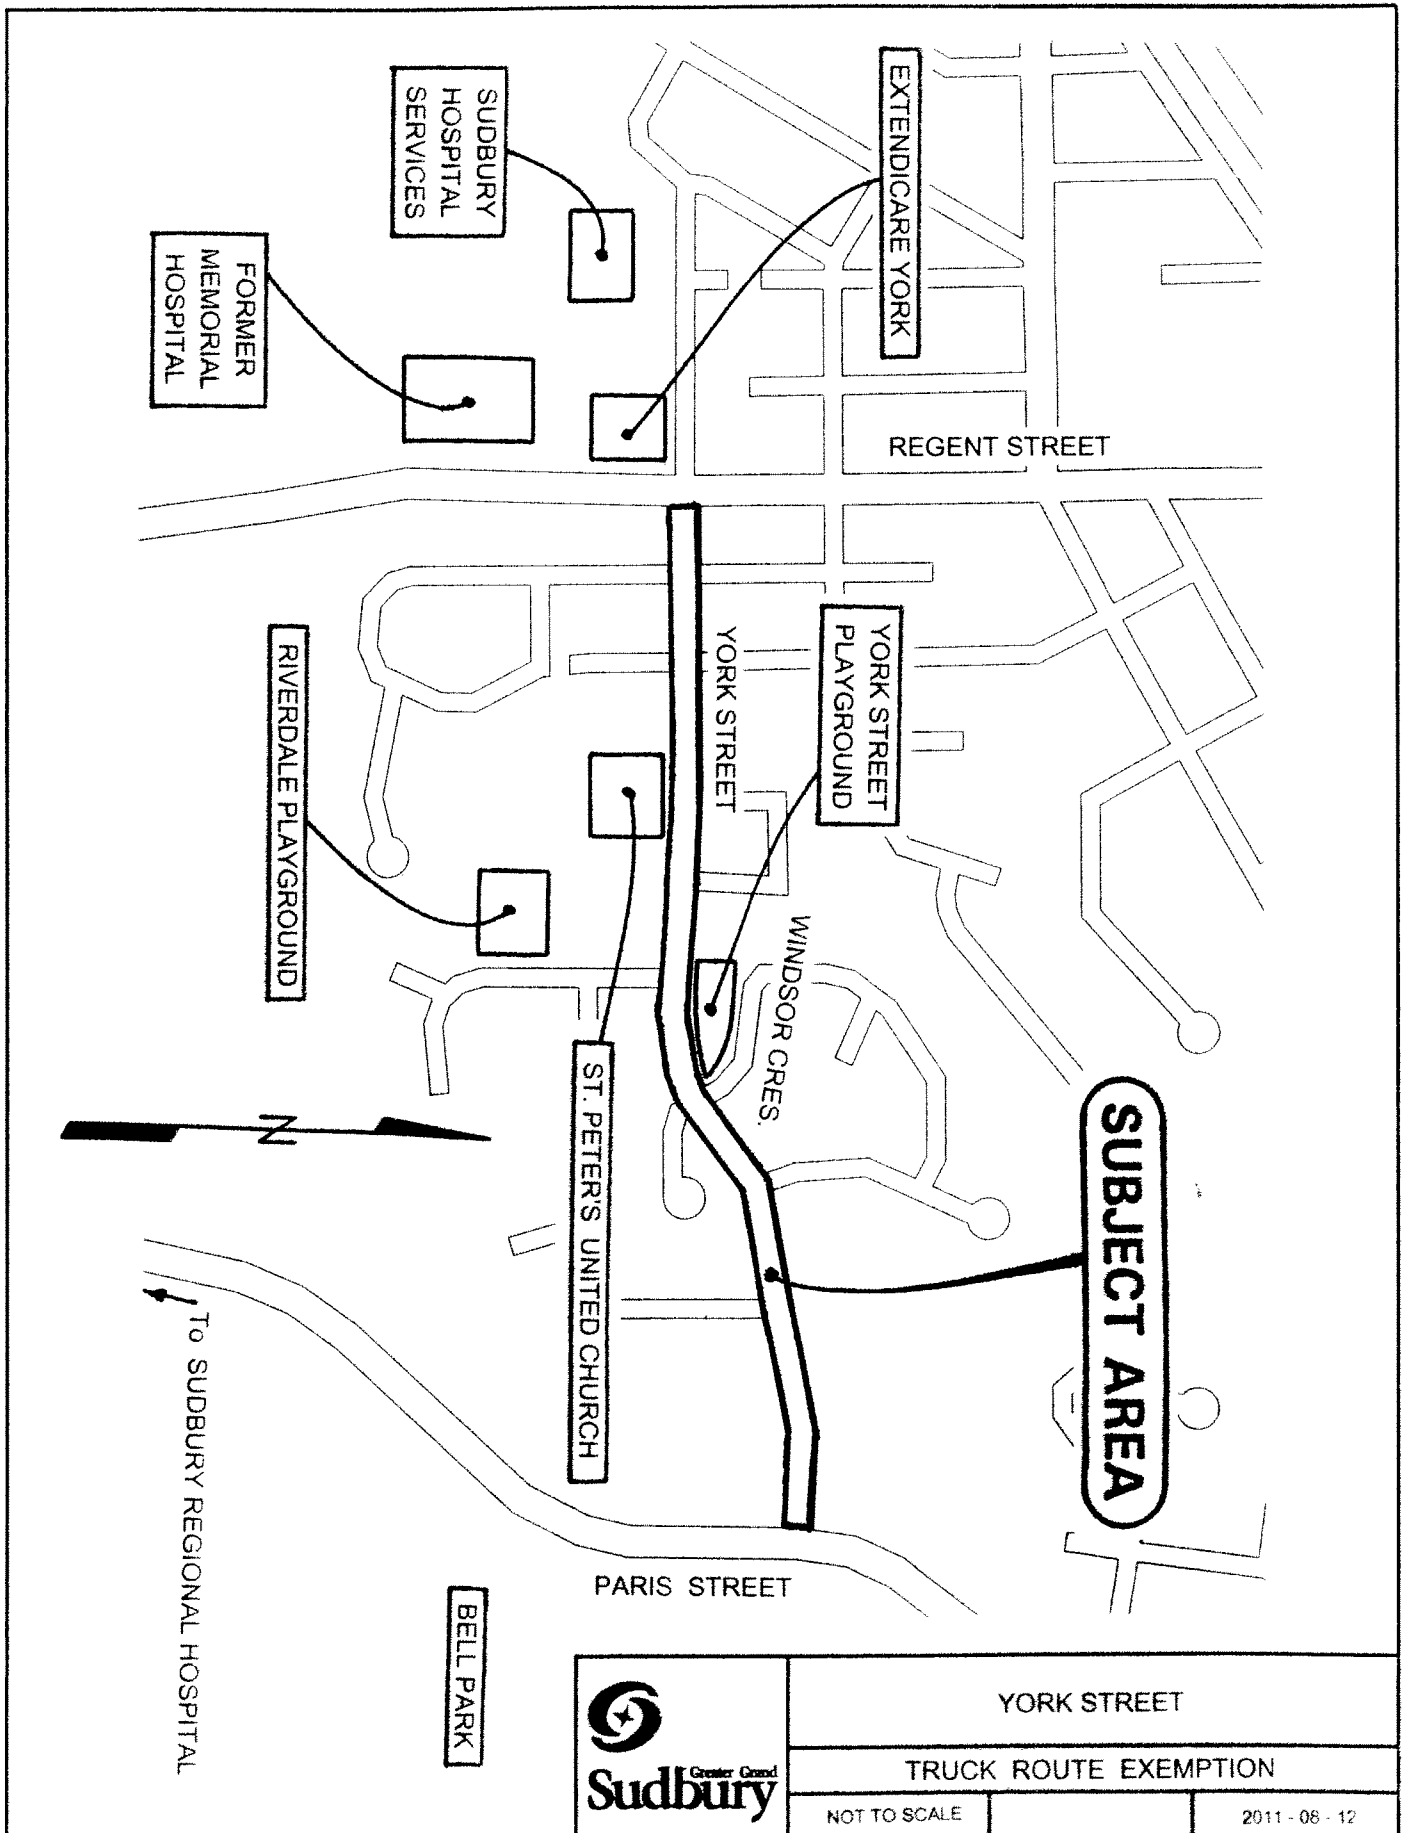 EXTENDICARE YORK
SUDBURY
HOSPITAL
SERVICES
FORMER
MEMORIAL
HOSPITAL
REGENT STREET
YORK STREET
PLAYGROUND
YORK STREET
RIVERDALE PLAYGROUND
WINDSOR CRES.
ST. PETER'S UNITED CHURCH
SUBJECT AREA
N
To SUDBURY REGIONAL HOSPITAL
PARIS STREET
BELL PARK
Greater Grand
Sudbury
YORK STREET
TRUCK ROUTE EXEMPTION
NOT TO SCALE
2011 - 08 - 12